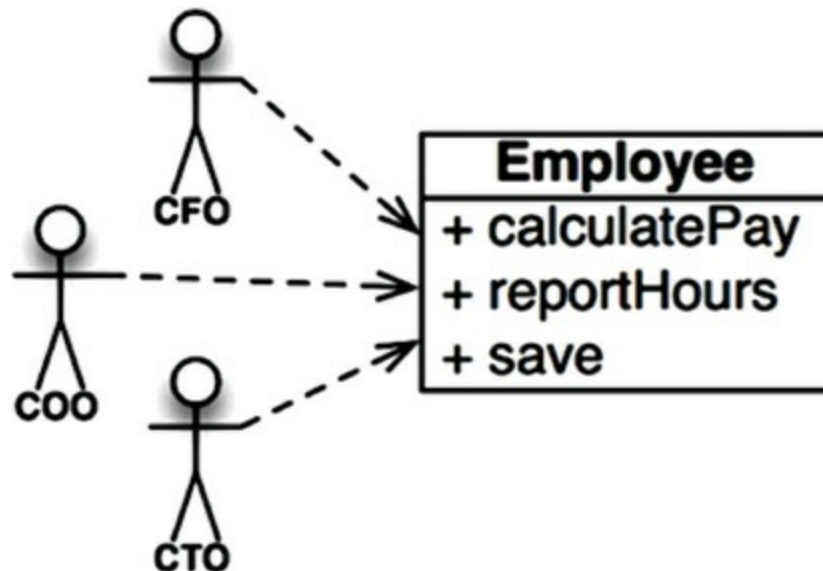 CFO
COO
CTO
Employee
+ calculatePay
+ reportHours
+ save